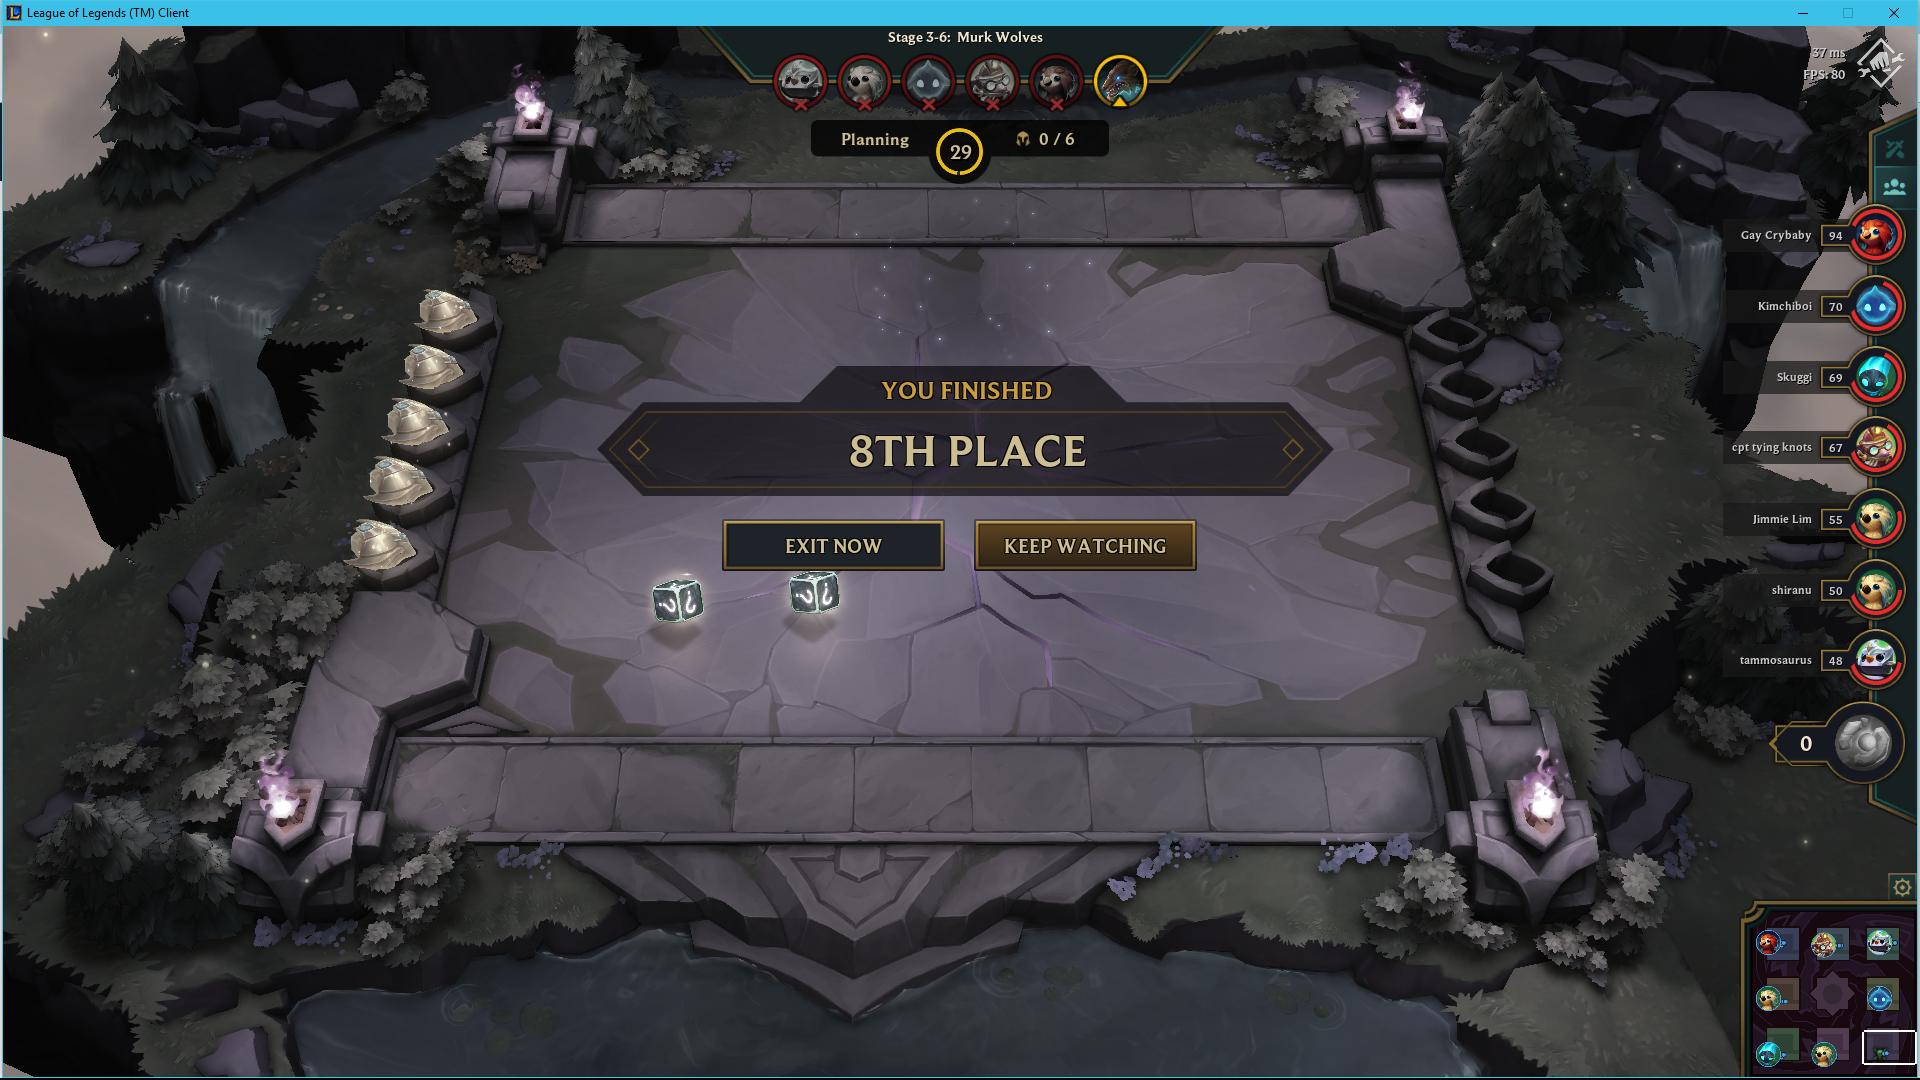 League of Legends (TM) Client
Stage 3-6: Murk Wolves
37 ms
FPS: 80
Planning
29
0 / 6
Gay Crybaby 94
Kimchiboi 70
Skuggi 69
YOU FINISHED
8TH PLACE
cpt tying knots 67
Jimmie Lim 55
EXIT NOW
KEEP WATCHING
shiranu 50
tammosaurus 48
0